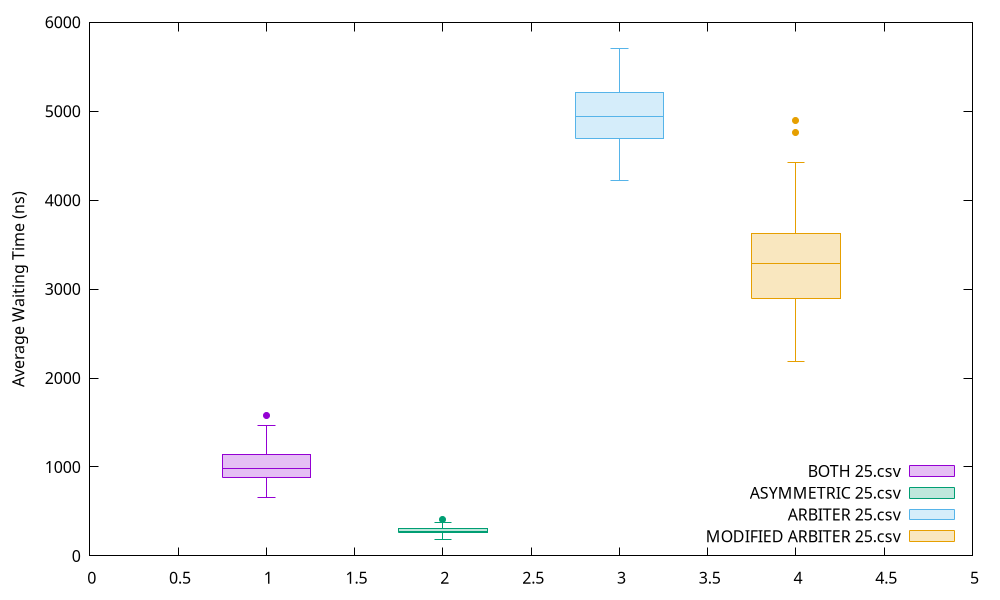 6000
5000
4000
3000
2000
1000
0
Average Waiting Time (ns)
0 0.5 1 1.5 2 2.5 3 3.5 4 4.5 5
BOTH 25.csv
ASYMMETRIC 25.csv
ARBITER 25.csv
MODIFIED ARBITER 25.csv